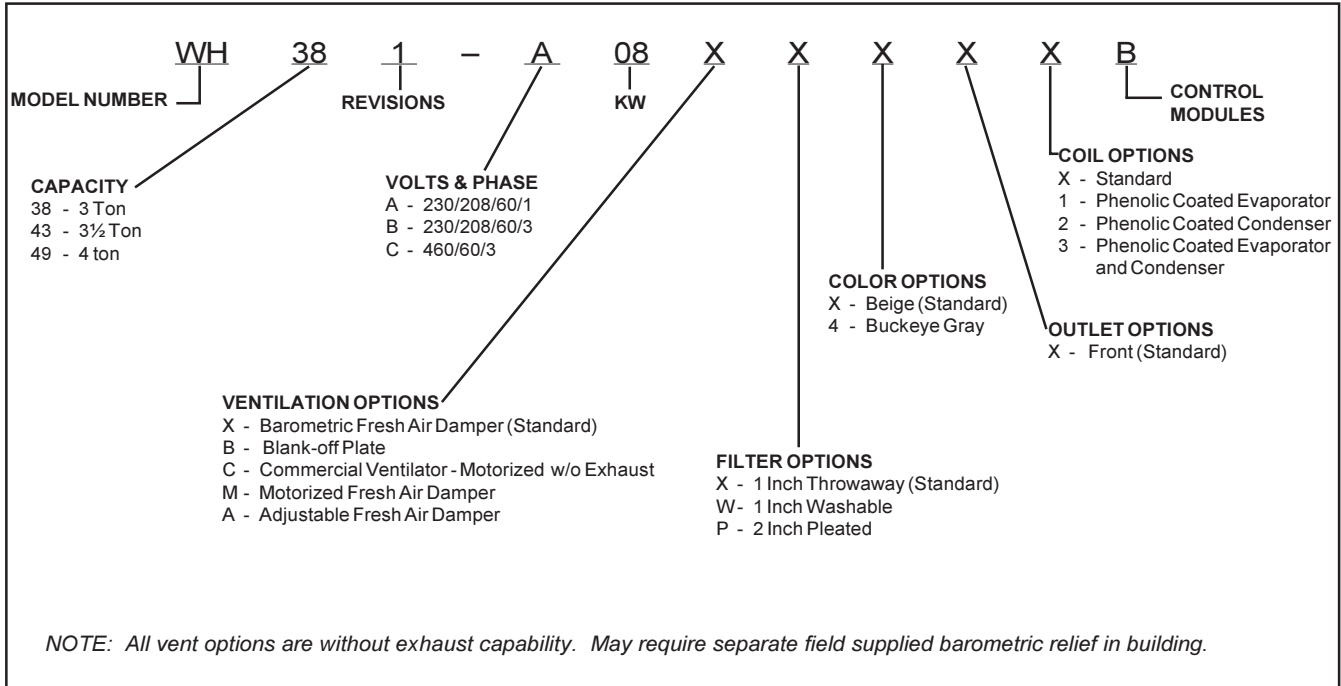 WH 38 1 – A 08 X X X X X B
MODEL NUMBER
REVISIONS
KW
CONTROL
MODULES
CAPACITY
38 - 3 Ton
43 - 3½ Ton
49 - 4 ton
VOLTS & PHASE
A - 230/208/60/1
B - 230/208/60/3
C - 460/60/3
COIL OPTIONS
X - Standard
1 - Phenolic Coated Evaporator
2 - Phenolic Coated Condenser
3 - Phenolic Coated Evaporator
and Condenser
COLOR OPTIONS
X - Beige (Standard)
4 - Buckeye Gray
OUTLET OPTIONS
X - Front (Standard)
VENTILATION OPTIONS
X - Barometric Fresh Air Damper (Standard)
B - Blank-off Plate
C - Commercial Ventilator - Motorized w/o Exhaust
M - Motorized Fresh Air Damper
A - Adjustable Fresh Air Damper
FILTER OPTIONS
X - 1 Inch Throwaway (Standard)
W- 1 Inch Washable
P - 2 Inch Pleated
NOTE: All vent options are without exhaust capability. May require separate field supplied barometric relief in building.